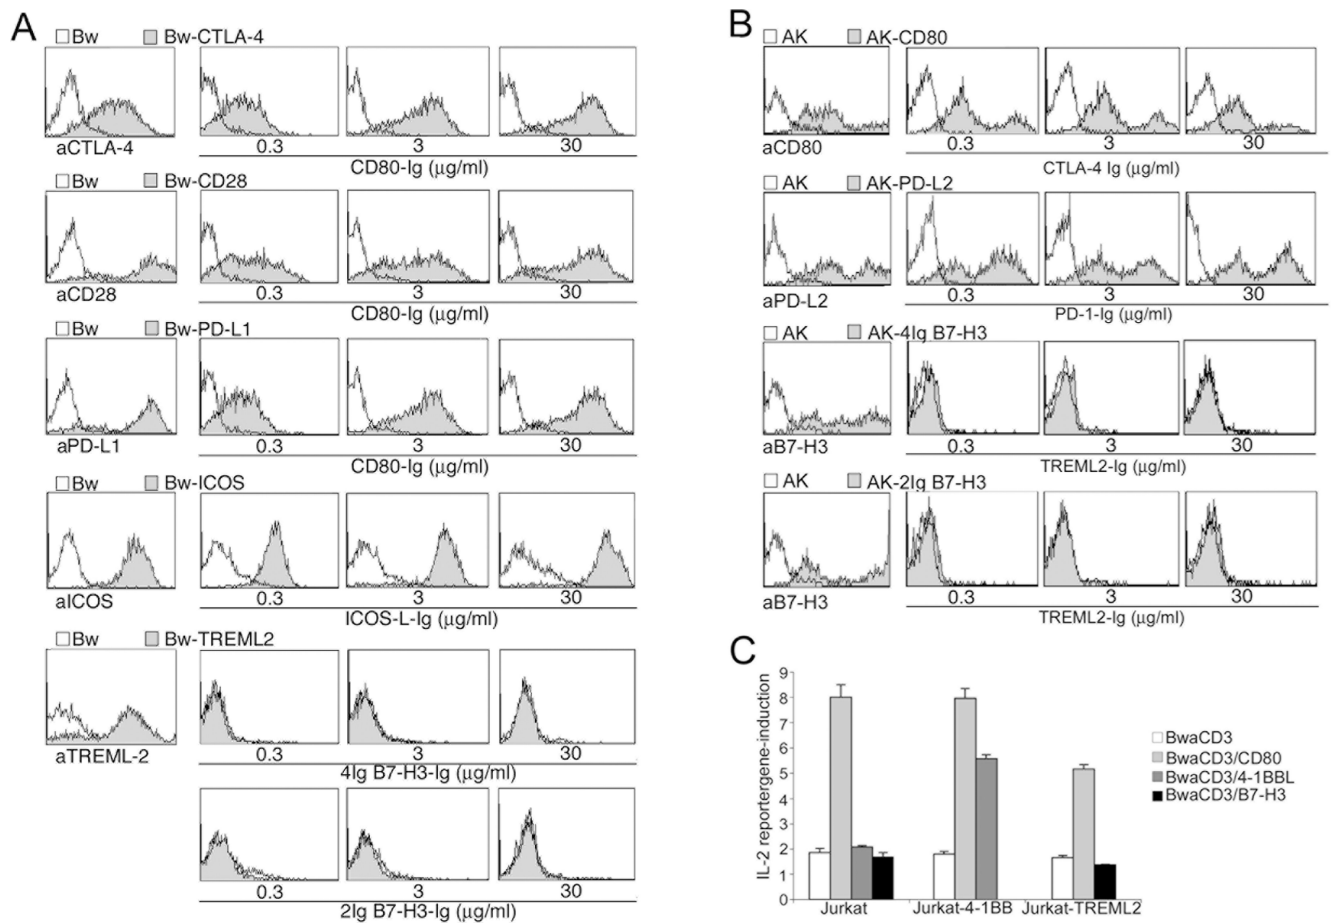 A
Bw Bw-CTLA-4
aCTLA-4 0.3 3 30
CD80-Ig (µg/ml)
Bw Bw-CD28
aCD28 0.3 3 30
CD80-Ig (µg/ml)
Bw Bw-PD-L1
aPD-L1 0.3 3 30
CD80-Ig (µg/ml)
Bw Bw-ICOS
aICOS 0.3 3 30
ICOS-L-Ig (µg/ml)
Bw Bw-TREML2
aTREML-2 0.3 3 30
4Ig B7-H3-Ig (µg/ml)
0.3 3 30
2Ig B7-H3-Ig (µg/ml)
B
AK AK-CD80
aCD80 0.3 3 30
CTLA-4 Ig (µg/ml)
AK AK-PD-L2
aPD-L2 0.3 3 30
PD-1-Ig (µg/ml)
AK AK-4Ig B7-H3
aB7-H3 0.3 3 30
TREML2-Ig (µg/ml)
AK AK-2Ig B7-H3
aB7-H3 0.3 3 30
TREML2-Ig (µg/ml)
C
IL-2 reportergene-induction
9
8
7
6
5
4
3
2
1
0
Jurkat Jurkat-4-1BB Jurkat-TREML2
BwaCD3
BwaCD3/CD80
BwaCD3/4-1BBL
BwaCD3/B7-H3